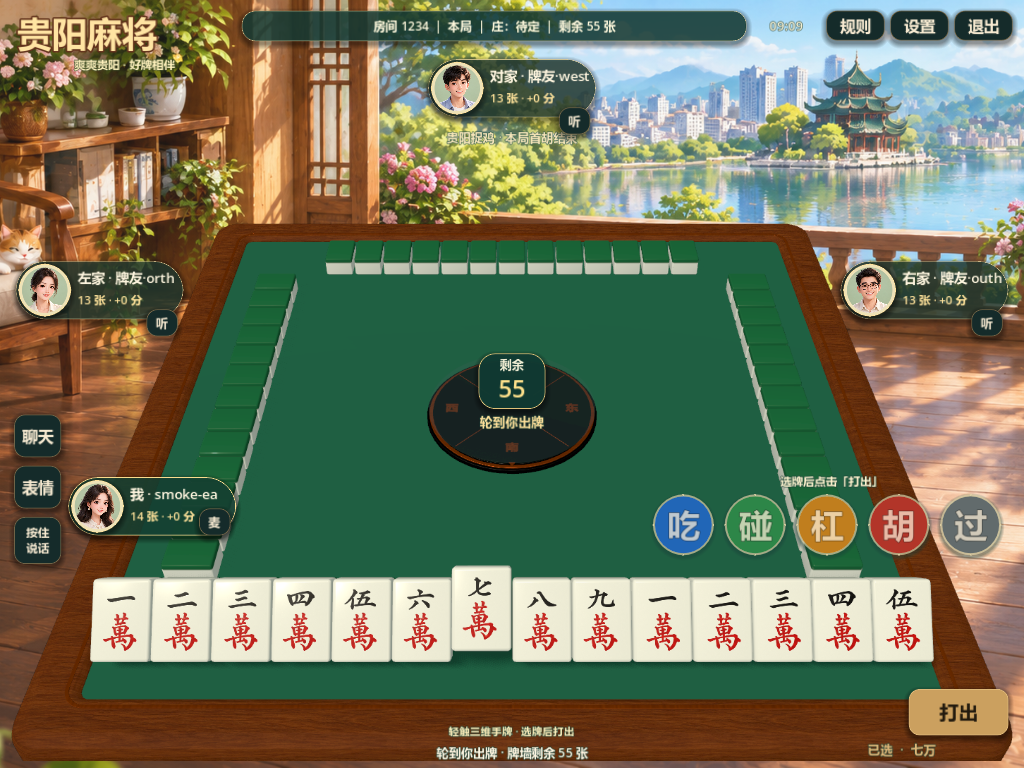 贵阳麻将
爽爽贵阳 · 好牌相伴
房间 1234 | 本局 | 庄: 待定 | 剩余 55 张
09:09
规则
设置
退出
对家 · 牌友·west
13 张 · +0 分
听
贵阳捉鸡 · 本局首胡结束
左家 · 牌友·orth
13 张 · +0 分
听
右家 · 牌友·outh
13 张 · +0 分
听
剩余
55
西
东
轮到你出牌
南
聊天
表情
按住
说话
我 · smoke-ea
14 张 · +0 分
麦
选牌后点击「打出」
吃
碰
杠
胡
过
一萬
二萬
三萬
四萬
伍萬
六萬
七萬
八萬
九萬
一萬
二萬
三萬
四萬
伍萬
打出
轻触三维手牌 · 选牌后打出
轮到你出牌 · 牌墙剩余 55 张
已选 · 七万